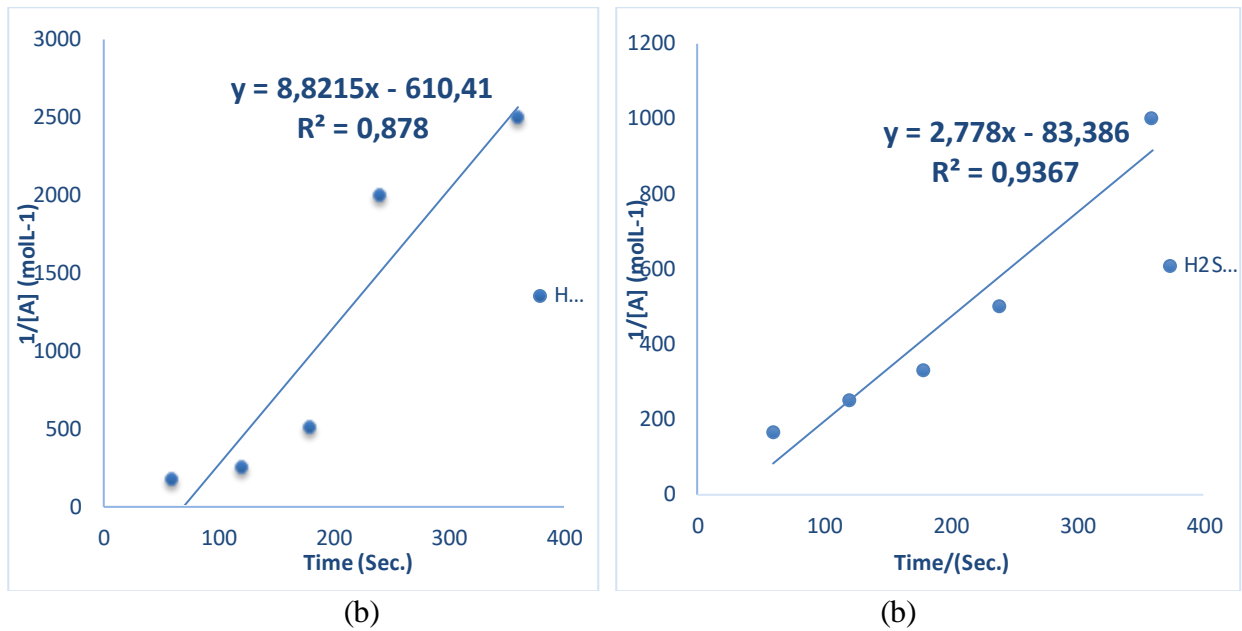 3000
2500
2000
1500
1000
500
0
0
100
200
300
400
1/[A] (molL-1)
Time (Sec.)
y = 8,8215x - 610,41
R² = 0,878
H...
(b)
1200
1000
800
600
400
200
0
0
100
200
300
400
1/[A] (molL-1)
Time/(Sec.)
y = 2,778x - 83,386
R² = 0,9367
H2S...
(b)